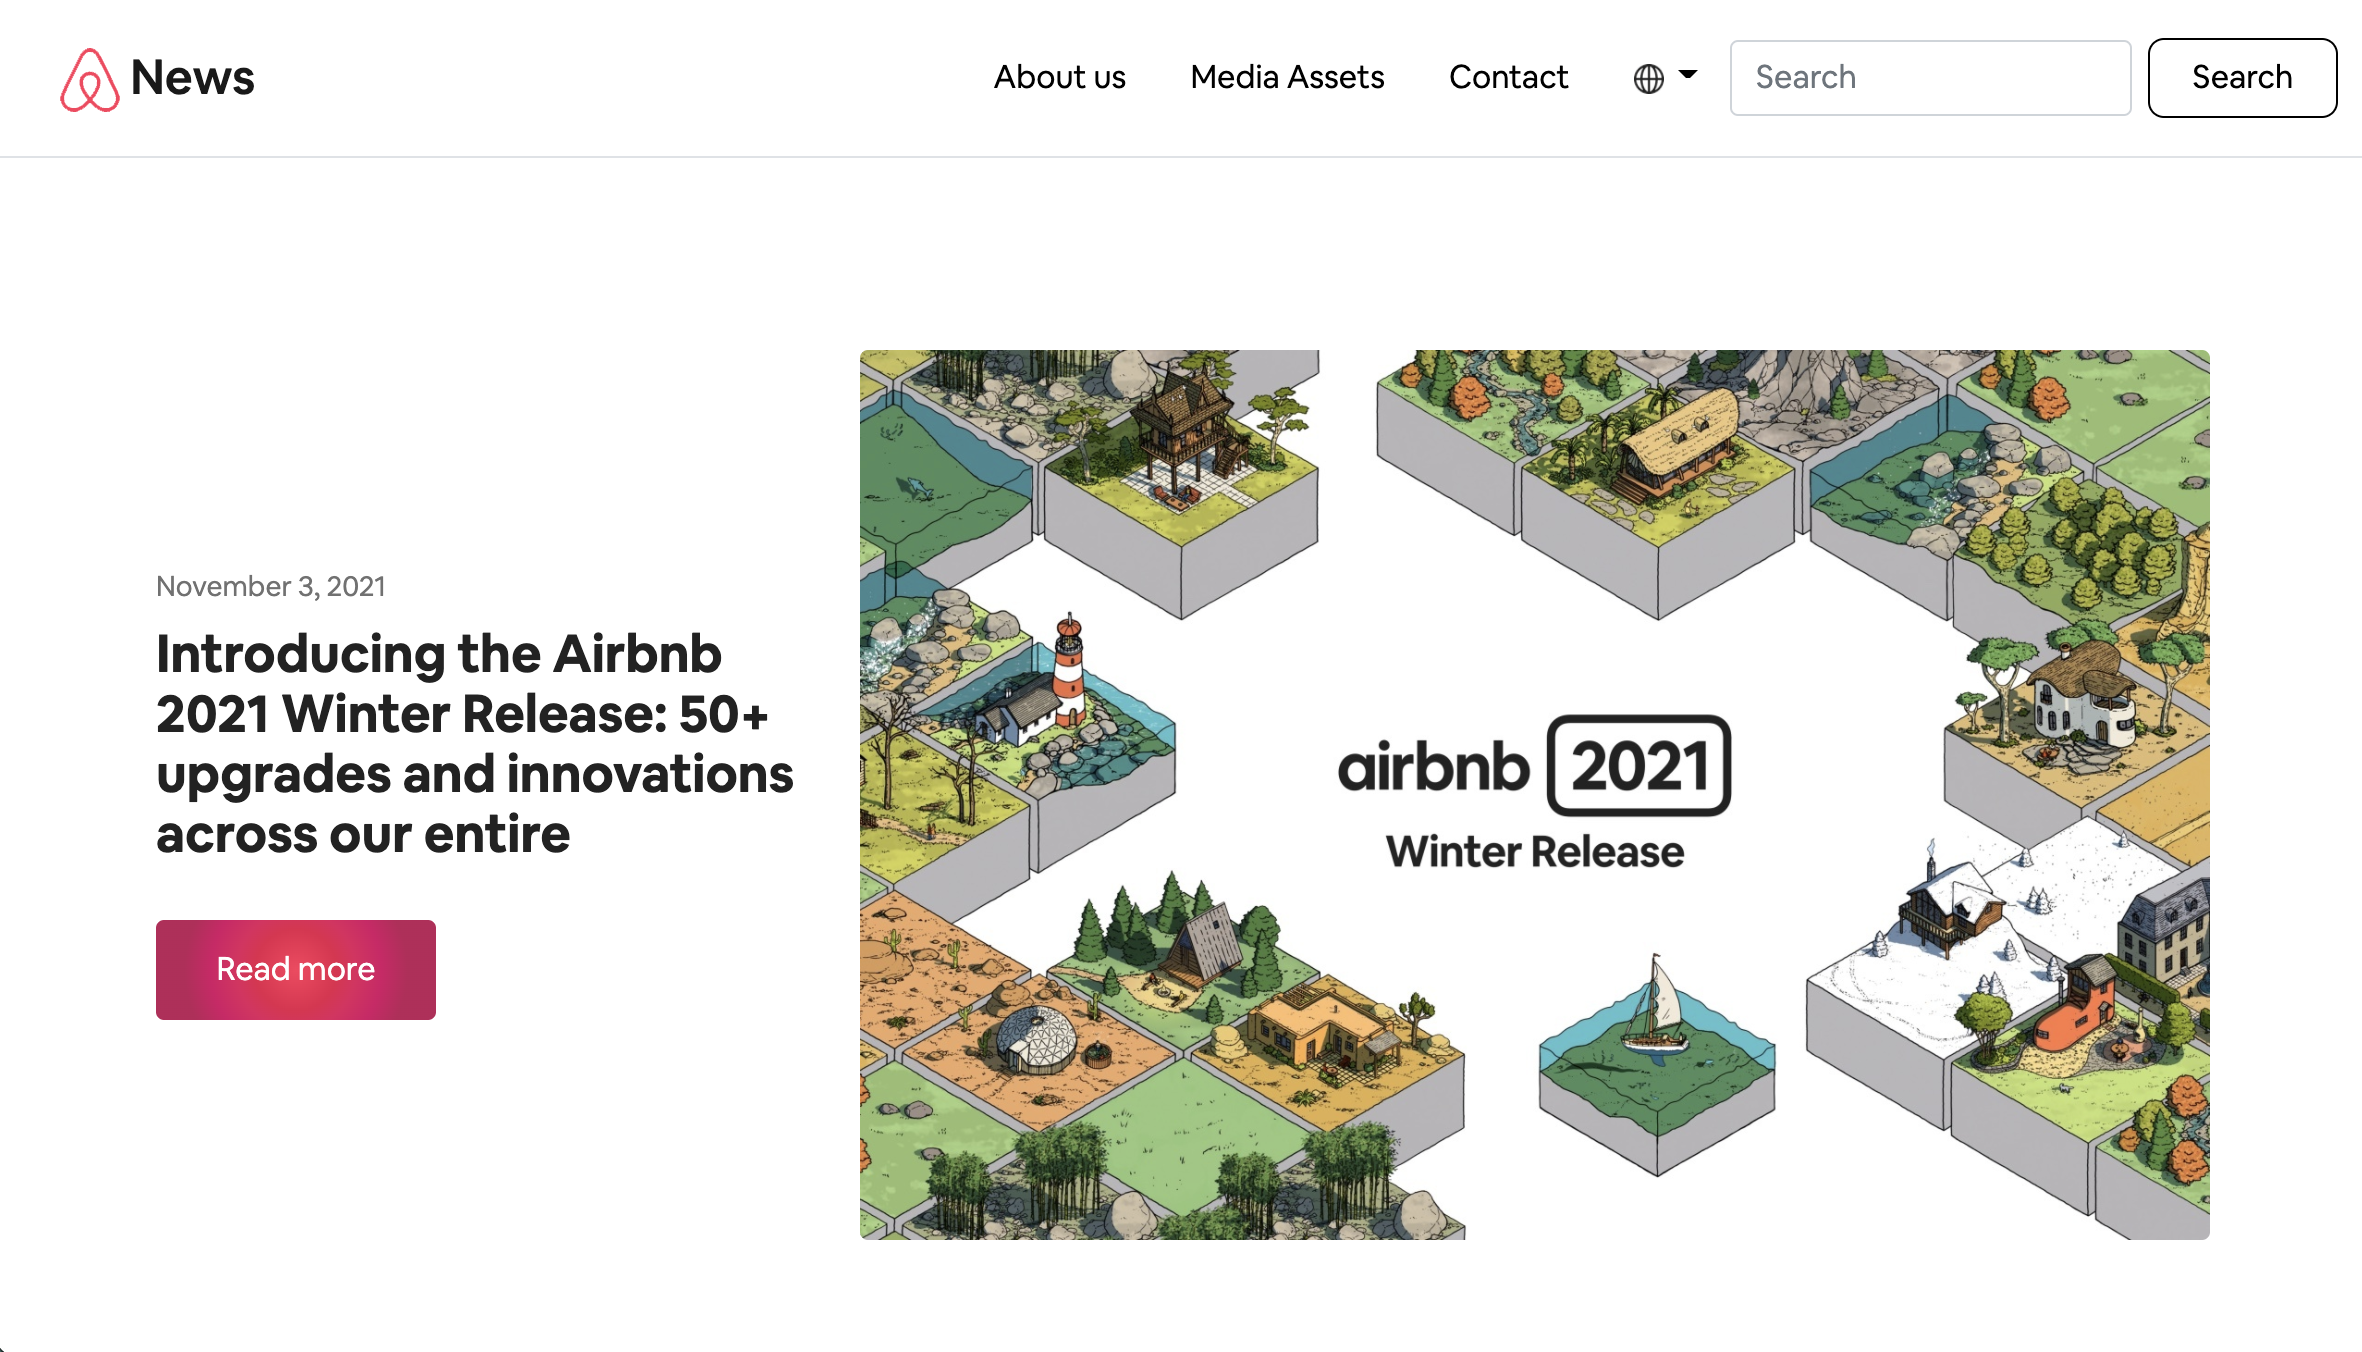 News
About us
Media Assets
Contact
Search
Search
November 3, 2021
Introducing the Airbnb
2021 Winter Release: 50+
upgrades and innovations
across our entire
Read more
airbnb 2021
Winter Release